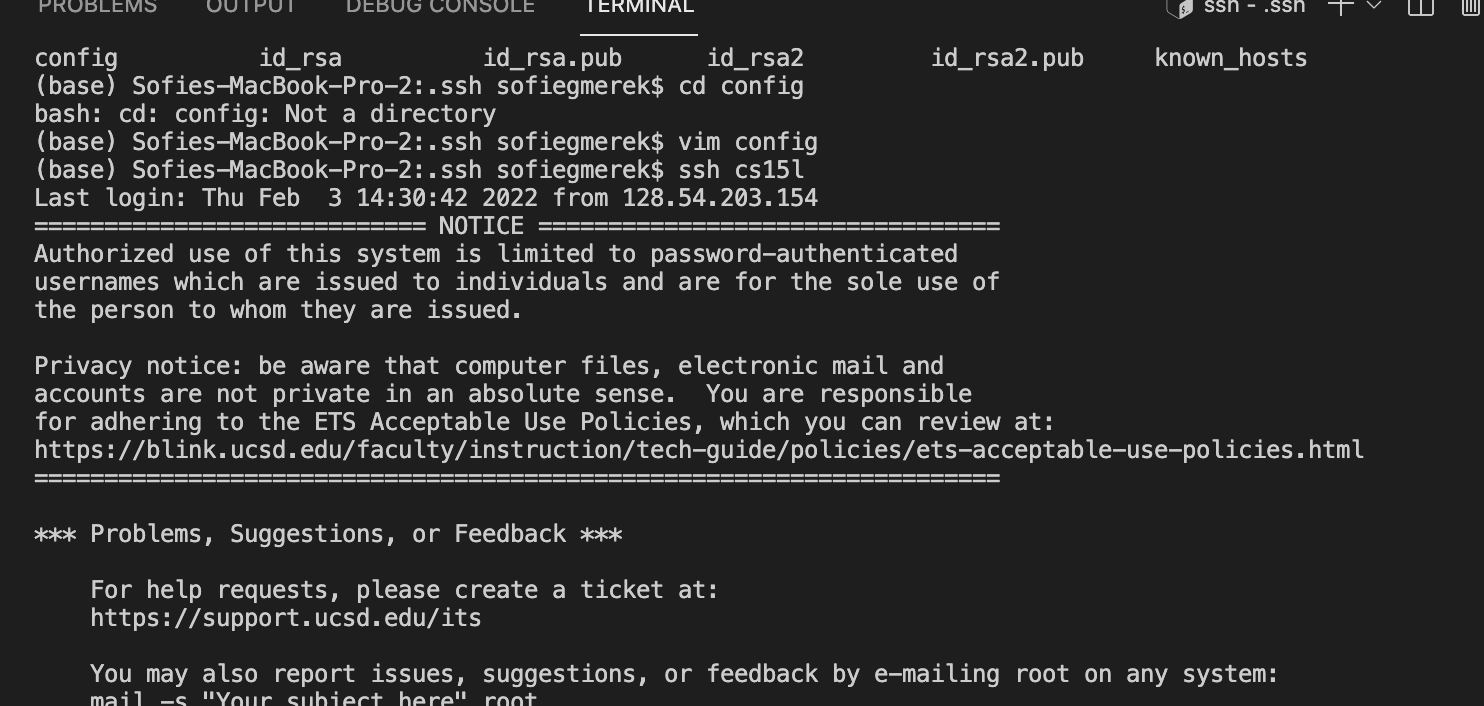 PROBLEMS OUTPUT DEBUG CONSOLE TERMINAL ssh - .ssh
config id_rsa id_rsa.pub id_rsa2 id_rsa2.pub known_hosts
(base) Sofies-MacBook-Pro-2:.ssh sofiegmerek$ cd config
bash: cd: config: Not a directory
(base) Sofies-MacBook-Pro-2:.ssh sofiegmerek$ vim config
(base) Sofies-MacBook-Pro-2:.ssh sofiegmerek$ ssh cs15l
Last login: Thu Feb  3 14:30:42 2022 from 128.54.203.154
============================ NOTICE =================================
Authorized use of this system is limited to password-authenticated
usernames which are issued to individuals and are for the sole use of
the person to whom they are issued.
Privacy notice: be aware that computer files, electronic mail and
accounts are not private in an absolute sense.  You are responsible
for adhering to the ETS Acceptable Use Policies, which you can review at:
https://blink.ucsd.edu/faculty/instruction/tech-guide/policies/ets-acceptable-use-policies.html
=====================================================================
*** Problems, Suggestions, or Feedback ***
For help requests, please create a ticket at:
https://support.ucsd.edu/its
You may also report issues, suggestions, or feedback by e-mailing root on any system:
mail -s "Your subject here" root